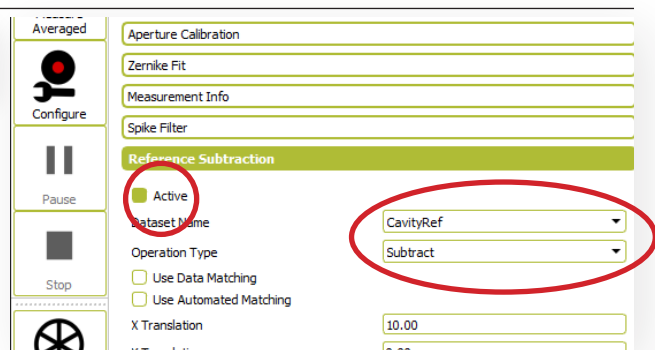 Averaged
Configure
Pause
Stop
Aperture Calibration
Zernike Fit
Measurement Info
Spike Filter
Reference Subtraction
Active
Dataset Name CavityRef
Operation Type Subtract
Use Data Matching
Use Automated Matching
X Translation 10.00